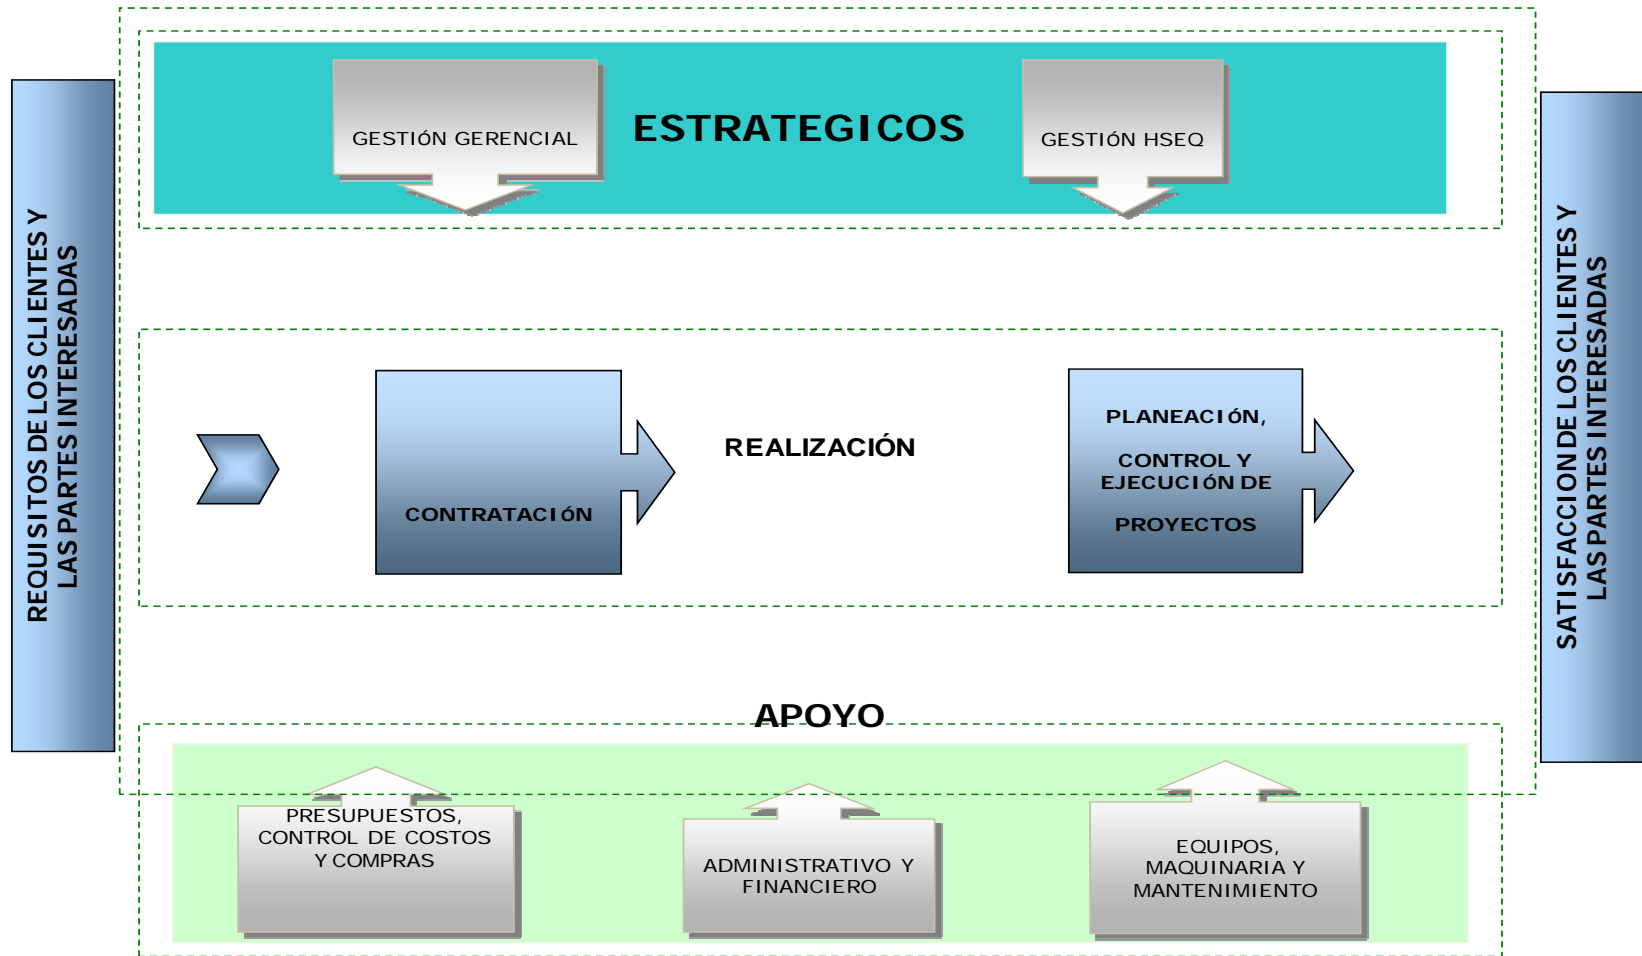 REQUISITOS DE LOS CLIENTES Y
LAS PARTES INTERESADAS
ESTRATEGICOS
GESTIóN GERENCIAL
GESTIóN HSEQ
CONTRATACIóN
REALIZACIÓN
PLANEACIóN,
CONTROL Y
EJECUCIóN DE
PROYECTOS
APOYO
PRESUPUESTOS,
CONTROL DE COSTOS
Y COMPRAS
ADMINISTRATIVO Y
FINANCIERO
EQUIPOS,
MAQUINARIA Y
MANTENIMIENTO
SATISFACCION DE LOS CLIENTES Y
LAS PARTES INTERESADAS